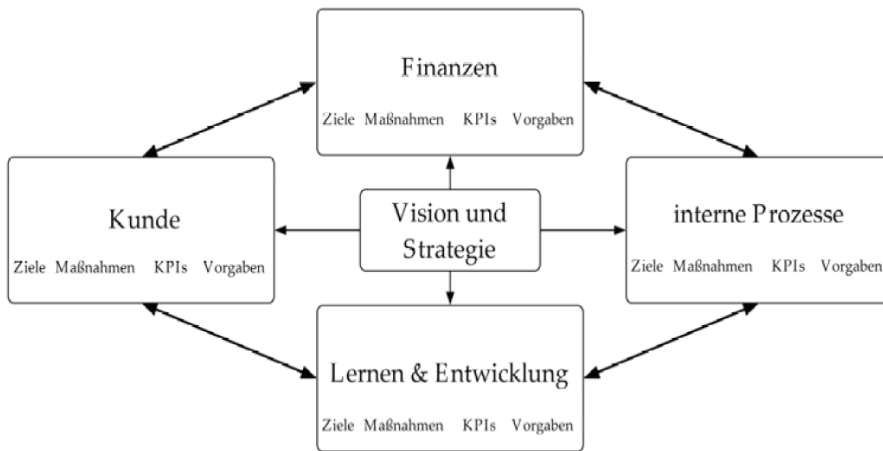 Finanzen
Ziele Maßnahmen KPIs Vorgaben
Kunde
Ziele Maßnahmen KPIs Vorgaben
Vision und
Strategie
interne Prozesse
Ziele Maßnahmen KPIs Vorgaben
Lernen & Entwicklung
Ziele Maßnahmen KPIs Vorgaben